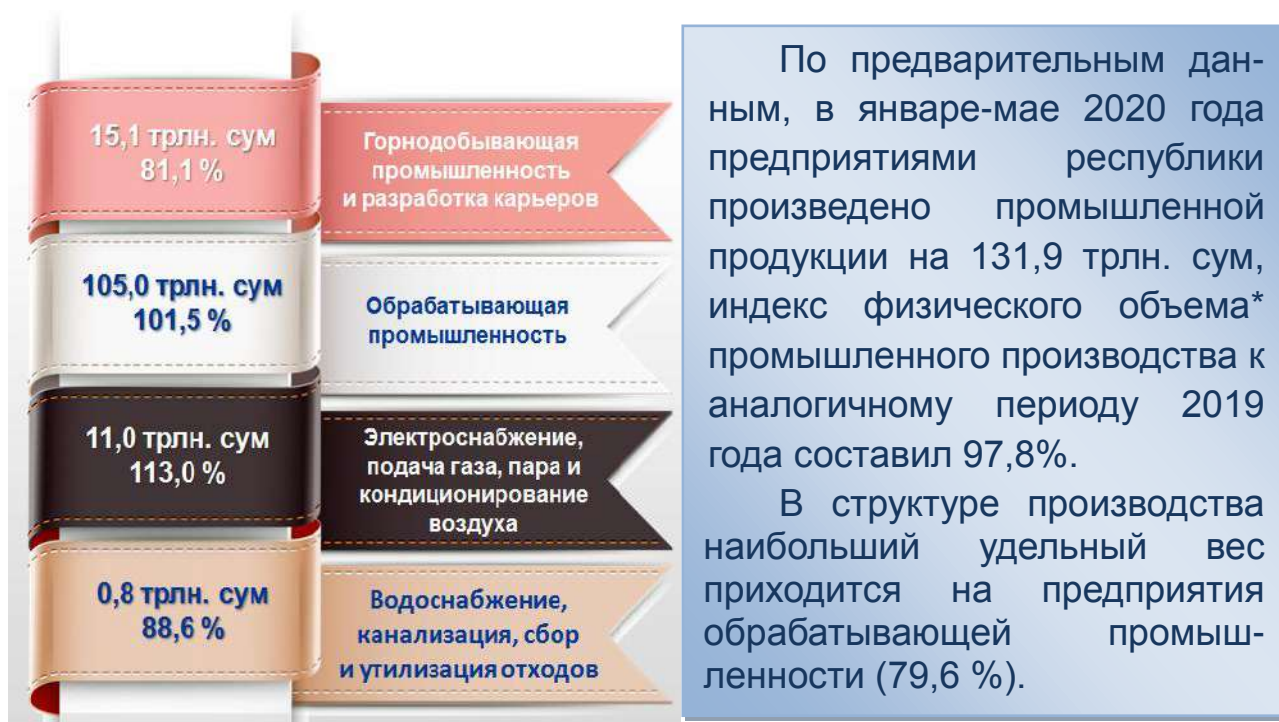 15,1 трлн. сум
81,1 %
Горнодобывающая
промышленность
и разработка карьеров
105,0 трлн. сум
101,5 %
Обрабатывающая
промышленность
11,0 трлн. сум
113,0 %
Электроснабжение,
подача газа, пара и
кондиционирование
воздуха
0,8 трлн. сум
88,6 %
Водоснабжение,
канализация, сбор
и утилизация отходов
По предварительным дан-
ным, в январе-мае 2020 года
предприятиями республики
произведено промышленной
продукции на 131,9 трлн. сум,
индекс физического объема*
промышленного производства к
аналогичному периоду 2019
года составил 97,8%.
В структуре производства
наибольший удельный вес
приходится на предприятия
обрабатывающей промыш-
ленности (79,6 %).